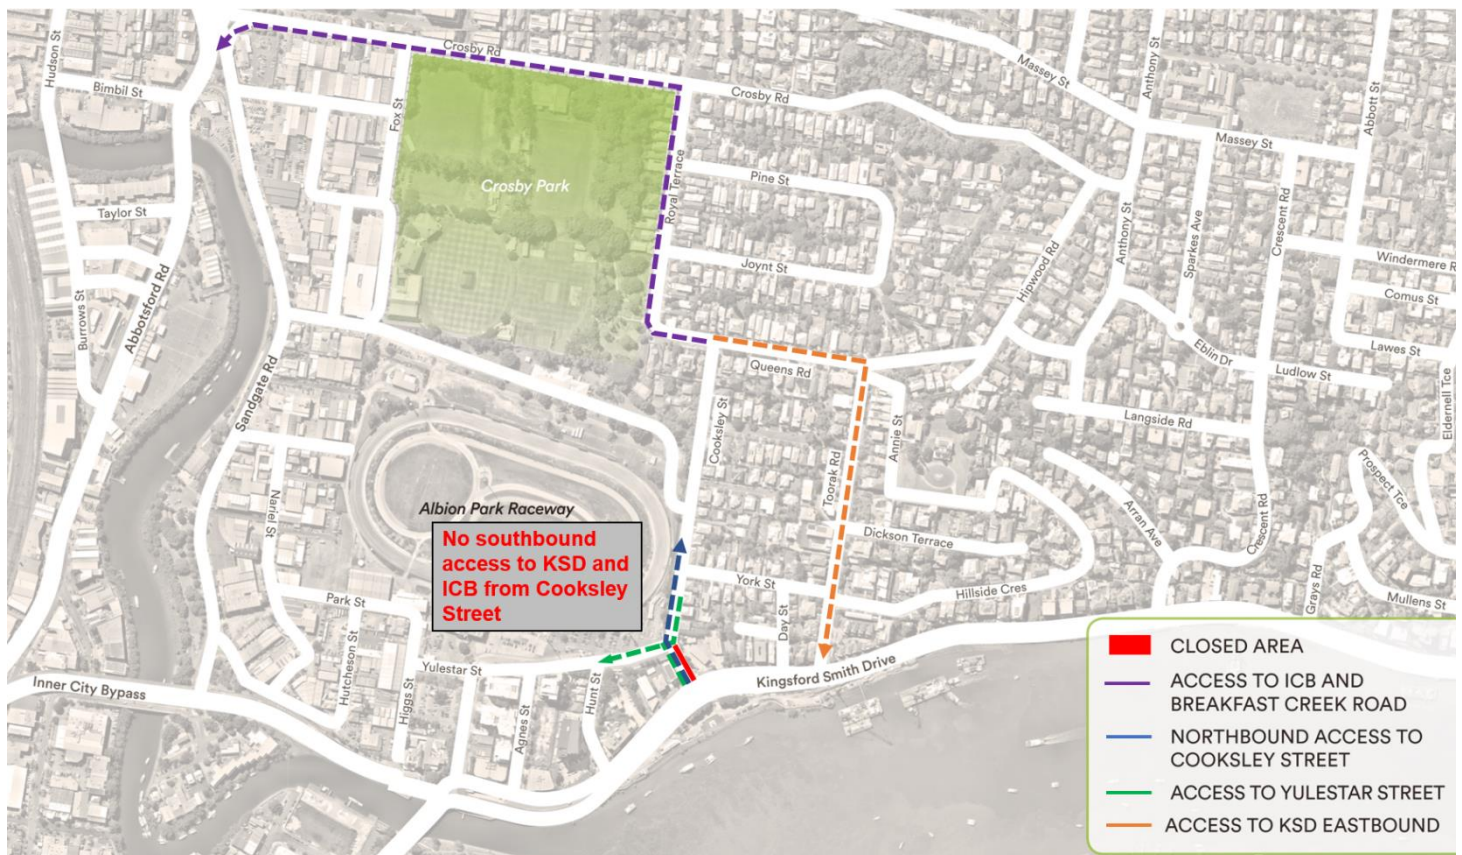 Hudson St
Crosby Rd
Massey St
Anthony St
Abbott St
Bimbil St
Fox St
Crosby Rd
Massey St
Crosby Park
Royal Terrace
Pine St
Taylor St
Anthony St
Sparkes Ave
Crescent Rd
Windermere R
Joynt St
Hipwood Rd
Comus St
Burrows St
Abbotsford Rd
Sandgate Rd
Queens Rd
Eblin Dr
Ludlow St
Lawes St
Eldernell Tce
Cooksley St
Annie St
Langside Rd
Toorak Rd
Prospect Tce
Nariel St
Albion Park Raceway
No southbound
access to KSD and
ICB from Cooksley
Street
Dickson Terrace
Arran Ave
Crescent Rd
York St
Hillside Cres
Grays Rd
Mullens St
Park St
Day St
Hutcheson St
Yulestar St
Inner City Bypass
Higgs St
Agnes St
Hunt St
Kingsford Smith Drive
CLOSED AREA
ACCESS TO ICB AND
BREAKFAST CREEK ROAD
NORTHBOUND ACCESS TO
COOKSLEY STREET
ACCESS TO YULESTAR STREET
ACCESS TO KSD EASTBOUND